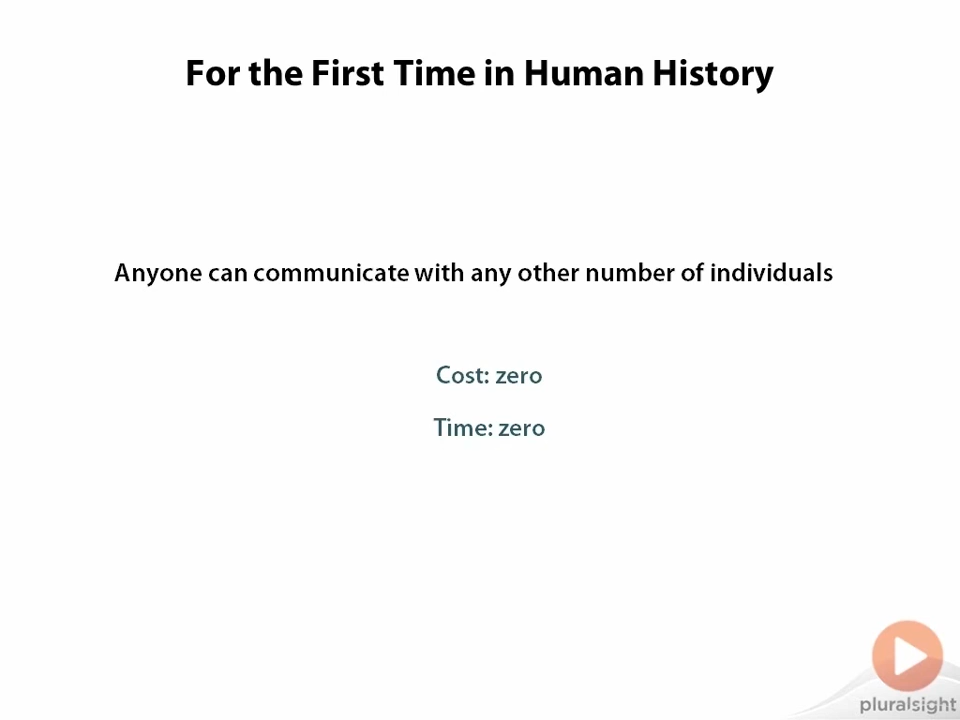 For the First Time in Human History
Anyone can communicate with any other number of individuals
Cost: zero
Time: zero
pluralsight